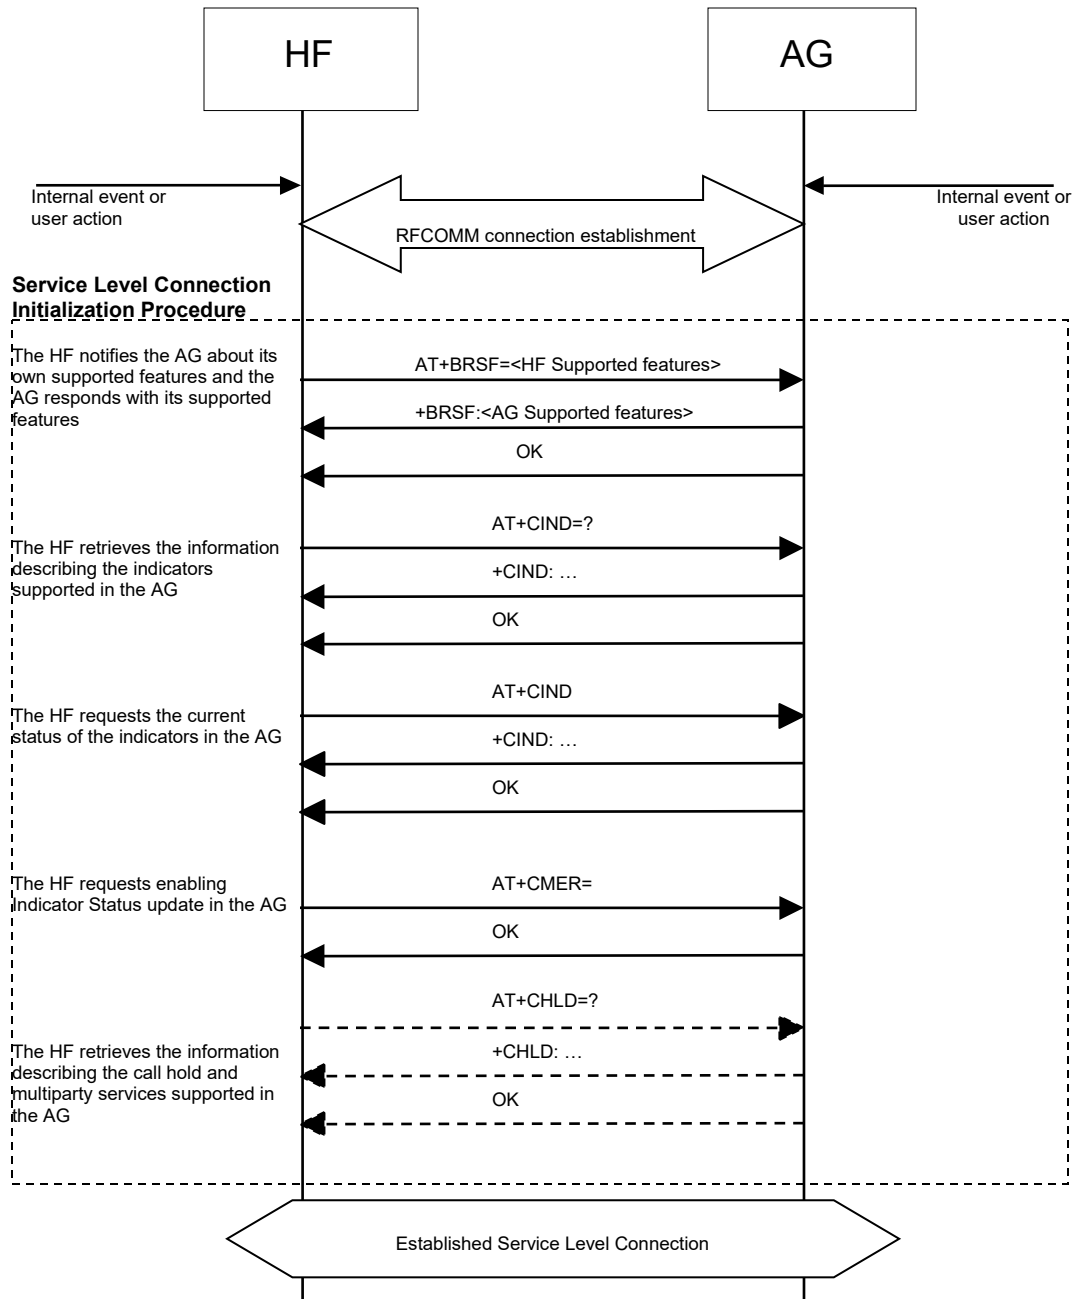 HF
AG
Internal event or
user action
Internal event or
user action
RFCOMM connection establishment
Service Level Connection
Initialization Procedure
The HF notifies the AG about its
own supported features and the
AG responds with its supported
features
AT+BRSF=<HF Supported features>
+BRSF:<AG Supported features>
OK
The HF retrieves the information
describing the indicators
supported in the AG
AT+CIND=?
+CIND: …
OK
The HF requests the current
status of the indicators in the AG
AT+CIND
+CIND: …
OK
The HF requests enabling
Indicator Status update in the AG
AT+CMER=
OK
The HF retrieves the information
describing the call hold and
multiparty services supported in
the AG
AT+CHLD=?
+CHLD: …
OK
Established Service Level Connection